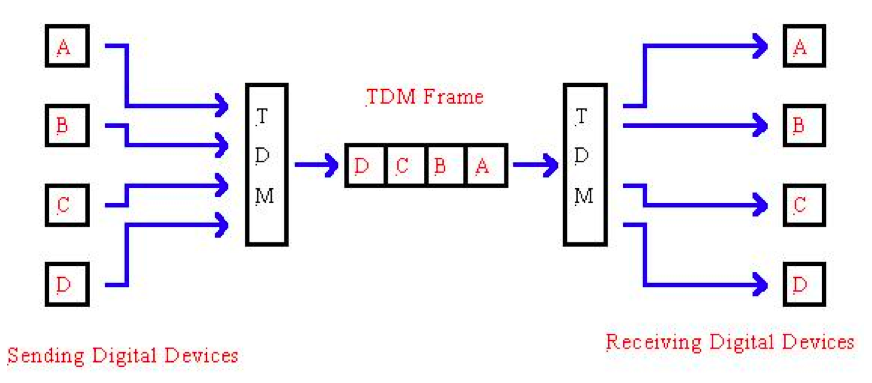 A
B
C
D
Sending Digital Devices
T
D
M
TDM Frame
D C B A
T
D
M
A
B
C
D
Receiving Digital Devices